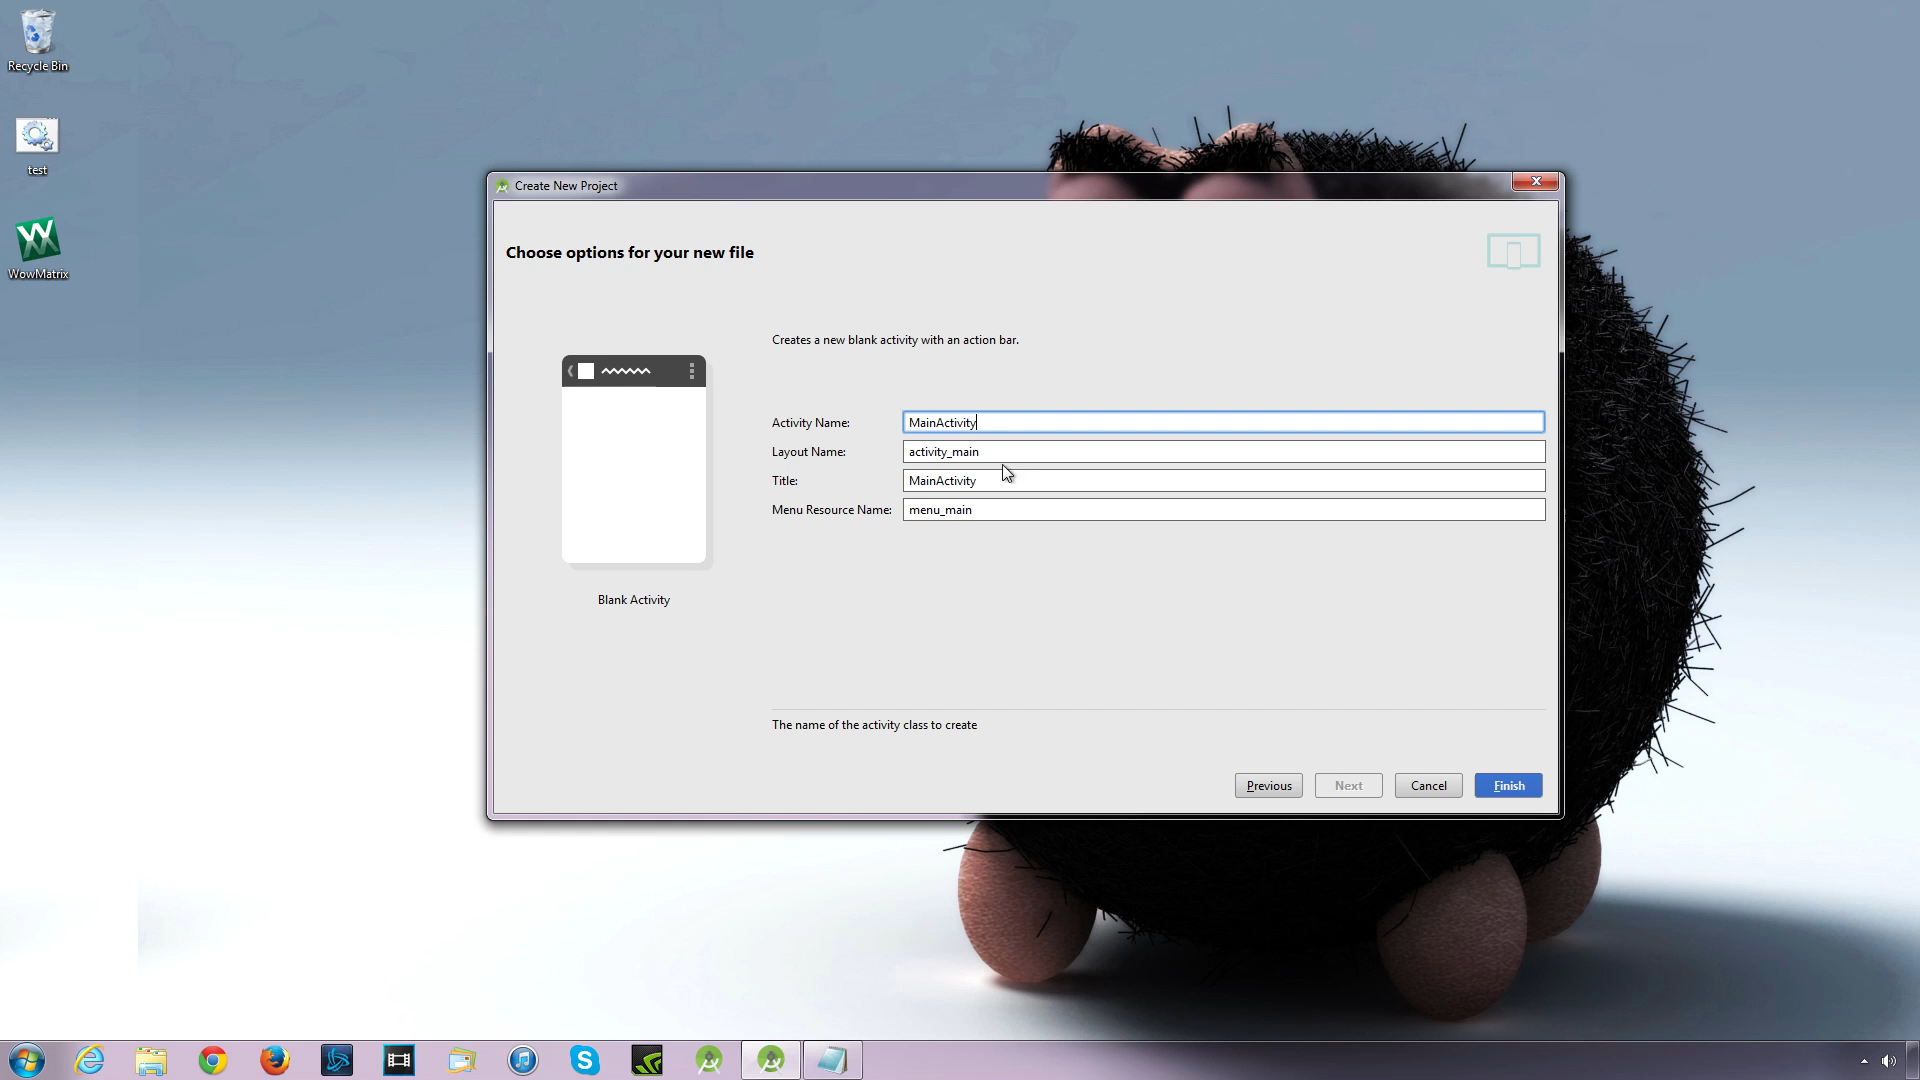 Recycle Bin
test
WowMatrix
Create New Project
Choose options for your new file
Creates a new blank activity with an action bar.
Activity Name: MainActivity
Layout Name: activity_main
Title: MainActivity
Menu Resource Name: menu_main
Blank Activity
The name of the activity class to create
Previous Next Cancel Finish